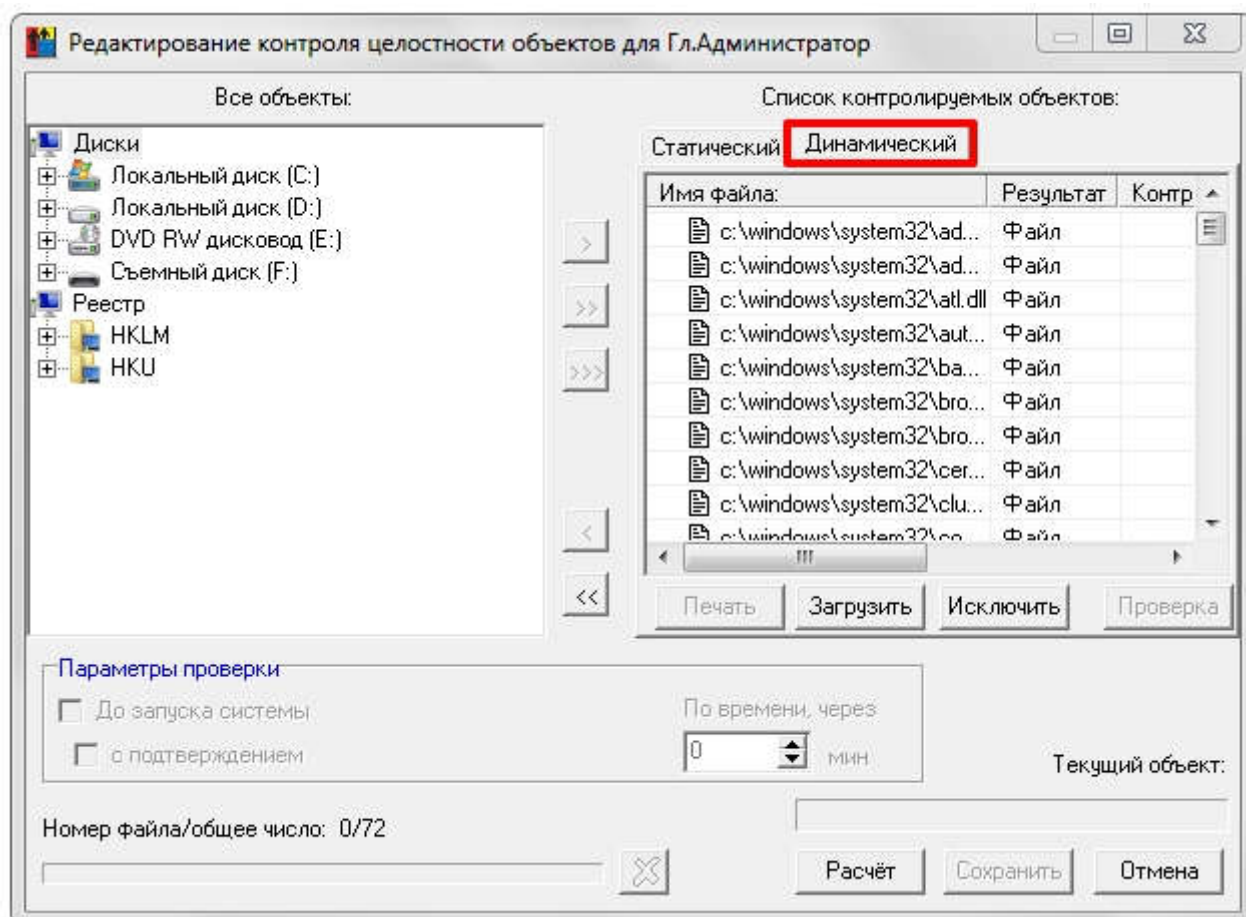 Редактирование контроля целостности объектов для Гл.Администратор
Все объекты:
Список контролируемых объектов:
Диски
Локальный диск (C:)
Локальный диск (D:)
DVD RW дисковод (E:)
Съемный диск (F:)
Реестр
HKLM
HKU
>
>>
>>>
<
<<
Статический Динамический
Имя файла: Результат Контр
c:\windows\system32\ad... Файл
c:\windows\system32\ad... Файл
c:\windows\system32\atl.dll Файл
c:\windows\system32\aut... Файл
c:\windows\system32\ba... Файл
c:\windows\system32\bro... Файл
c:\windows\system32\bro... Файл
c:\windows\system32\cer... Файл
c:\windows\system32\clu... Файл
c:\windows\system32\co... Файл
Печать Загрузить Исключить Проверка
Параметры проверки
До запуска системы
с подтверждением
По времени, через
0 мин
Текущий объект:
Номер файла/общее число: 0/72
Расчёт Сохранить Отмена